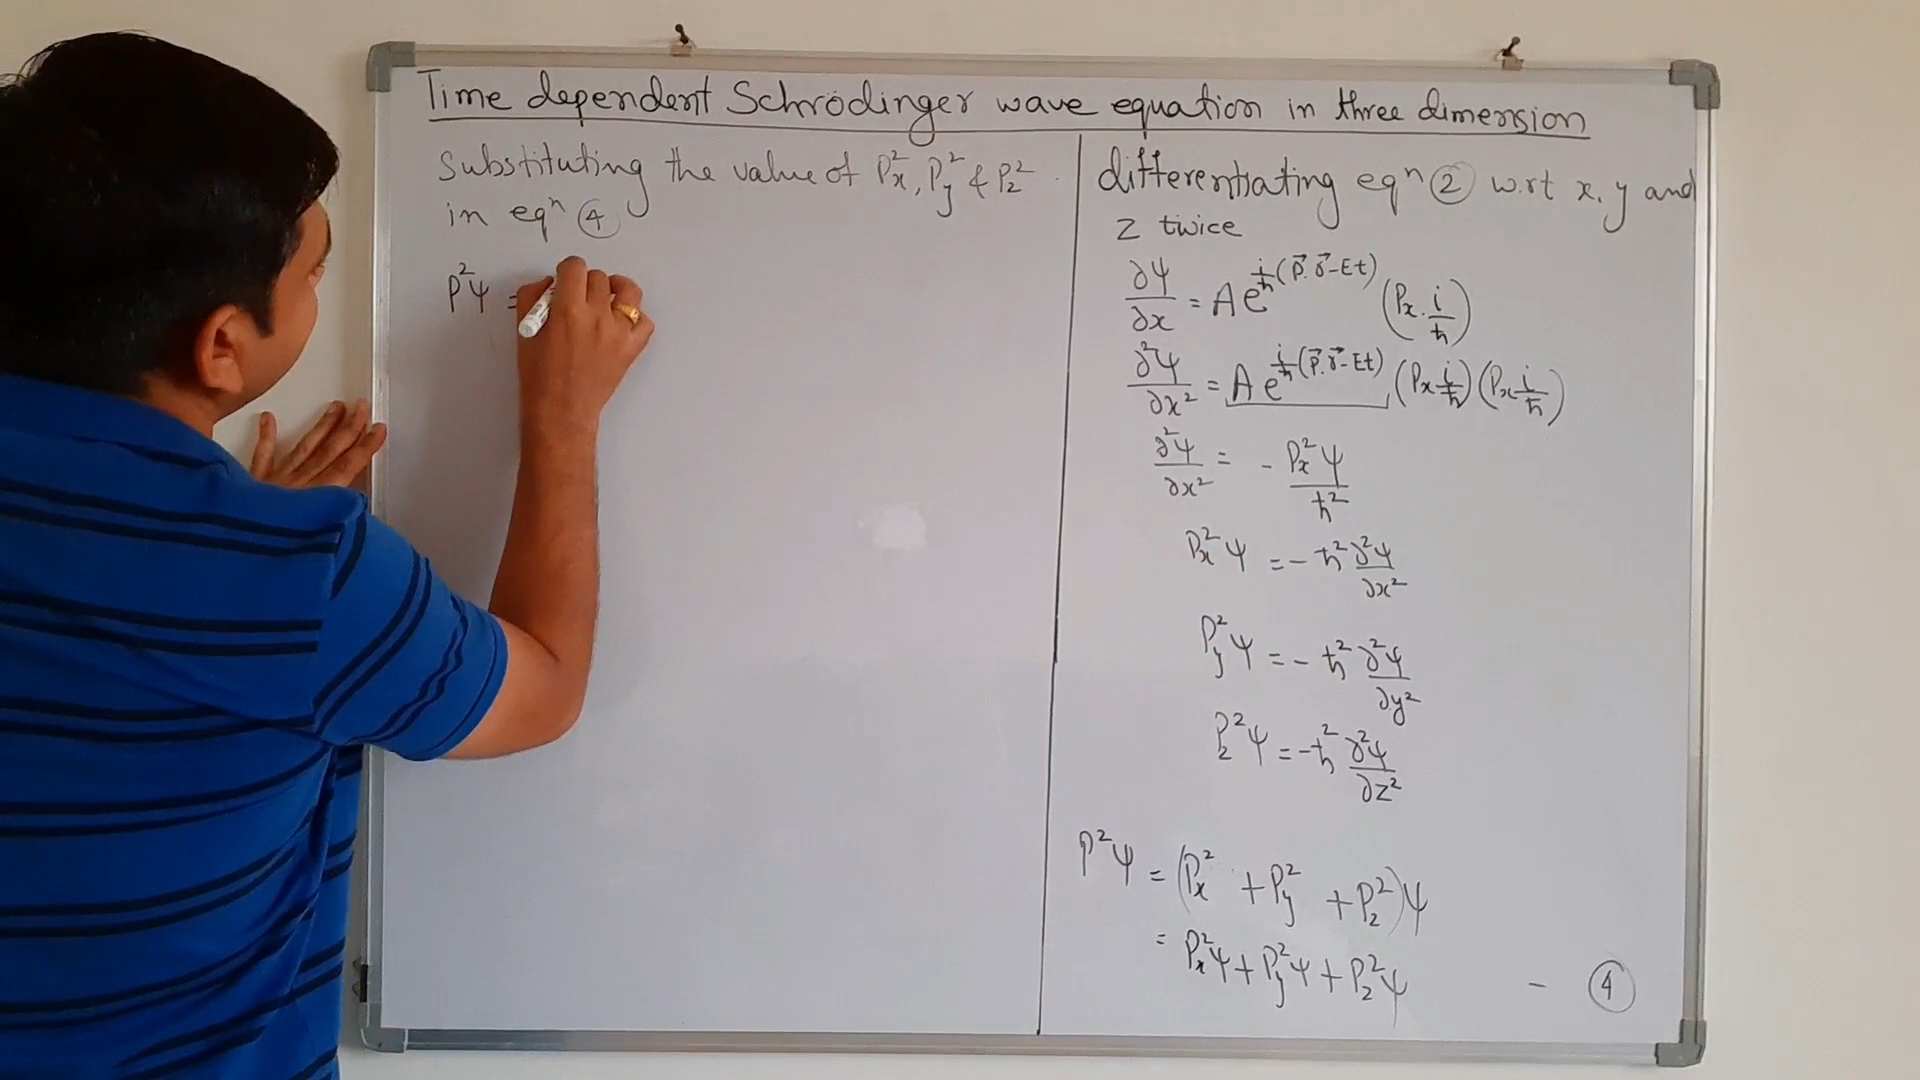 Time dependent Schrödinger wave equation in three dimension
Substituting the value of Px², Py² & Pz²
in eqⁿ ④
P²ψ =
differentiating eqⁿ ② w.rt x, y and
z twice
∂ψ/∂x = A e^{i/ħ(P⃗.r⃗-Et)} (Px . i/ħ)
∂²ψ/∂x² = A e^{i/ħ(P⃗.r⃗-Et)} (Px i/ħ) (Px i/ħ)
∂²ψ/∂x² = - Px²ψ/ħ²
Px²ψ = - ħ² ∂²ψ/∂x²
Py²ψ = - ħ² ∂²ψ/∂y²
Pz²ψ = -ħ² ∂²ψ/∂z²
P²ψ = (Px² + Py² + Pz²)ψ
= Px²ψ + Py²ψ + Pz²ψ - ④